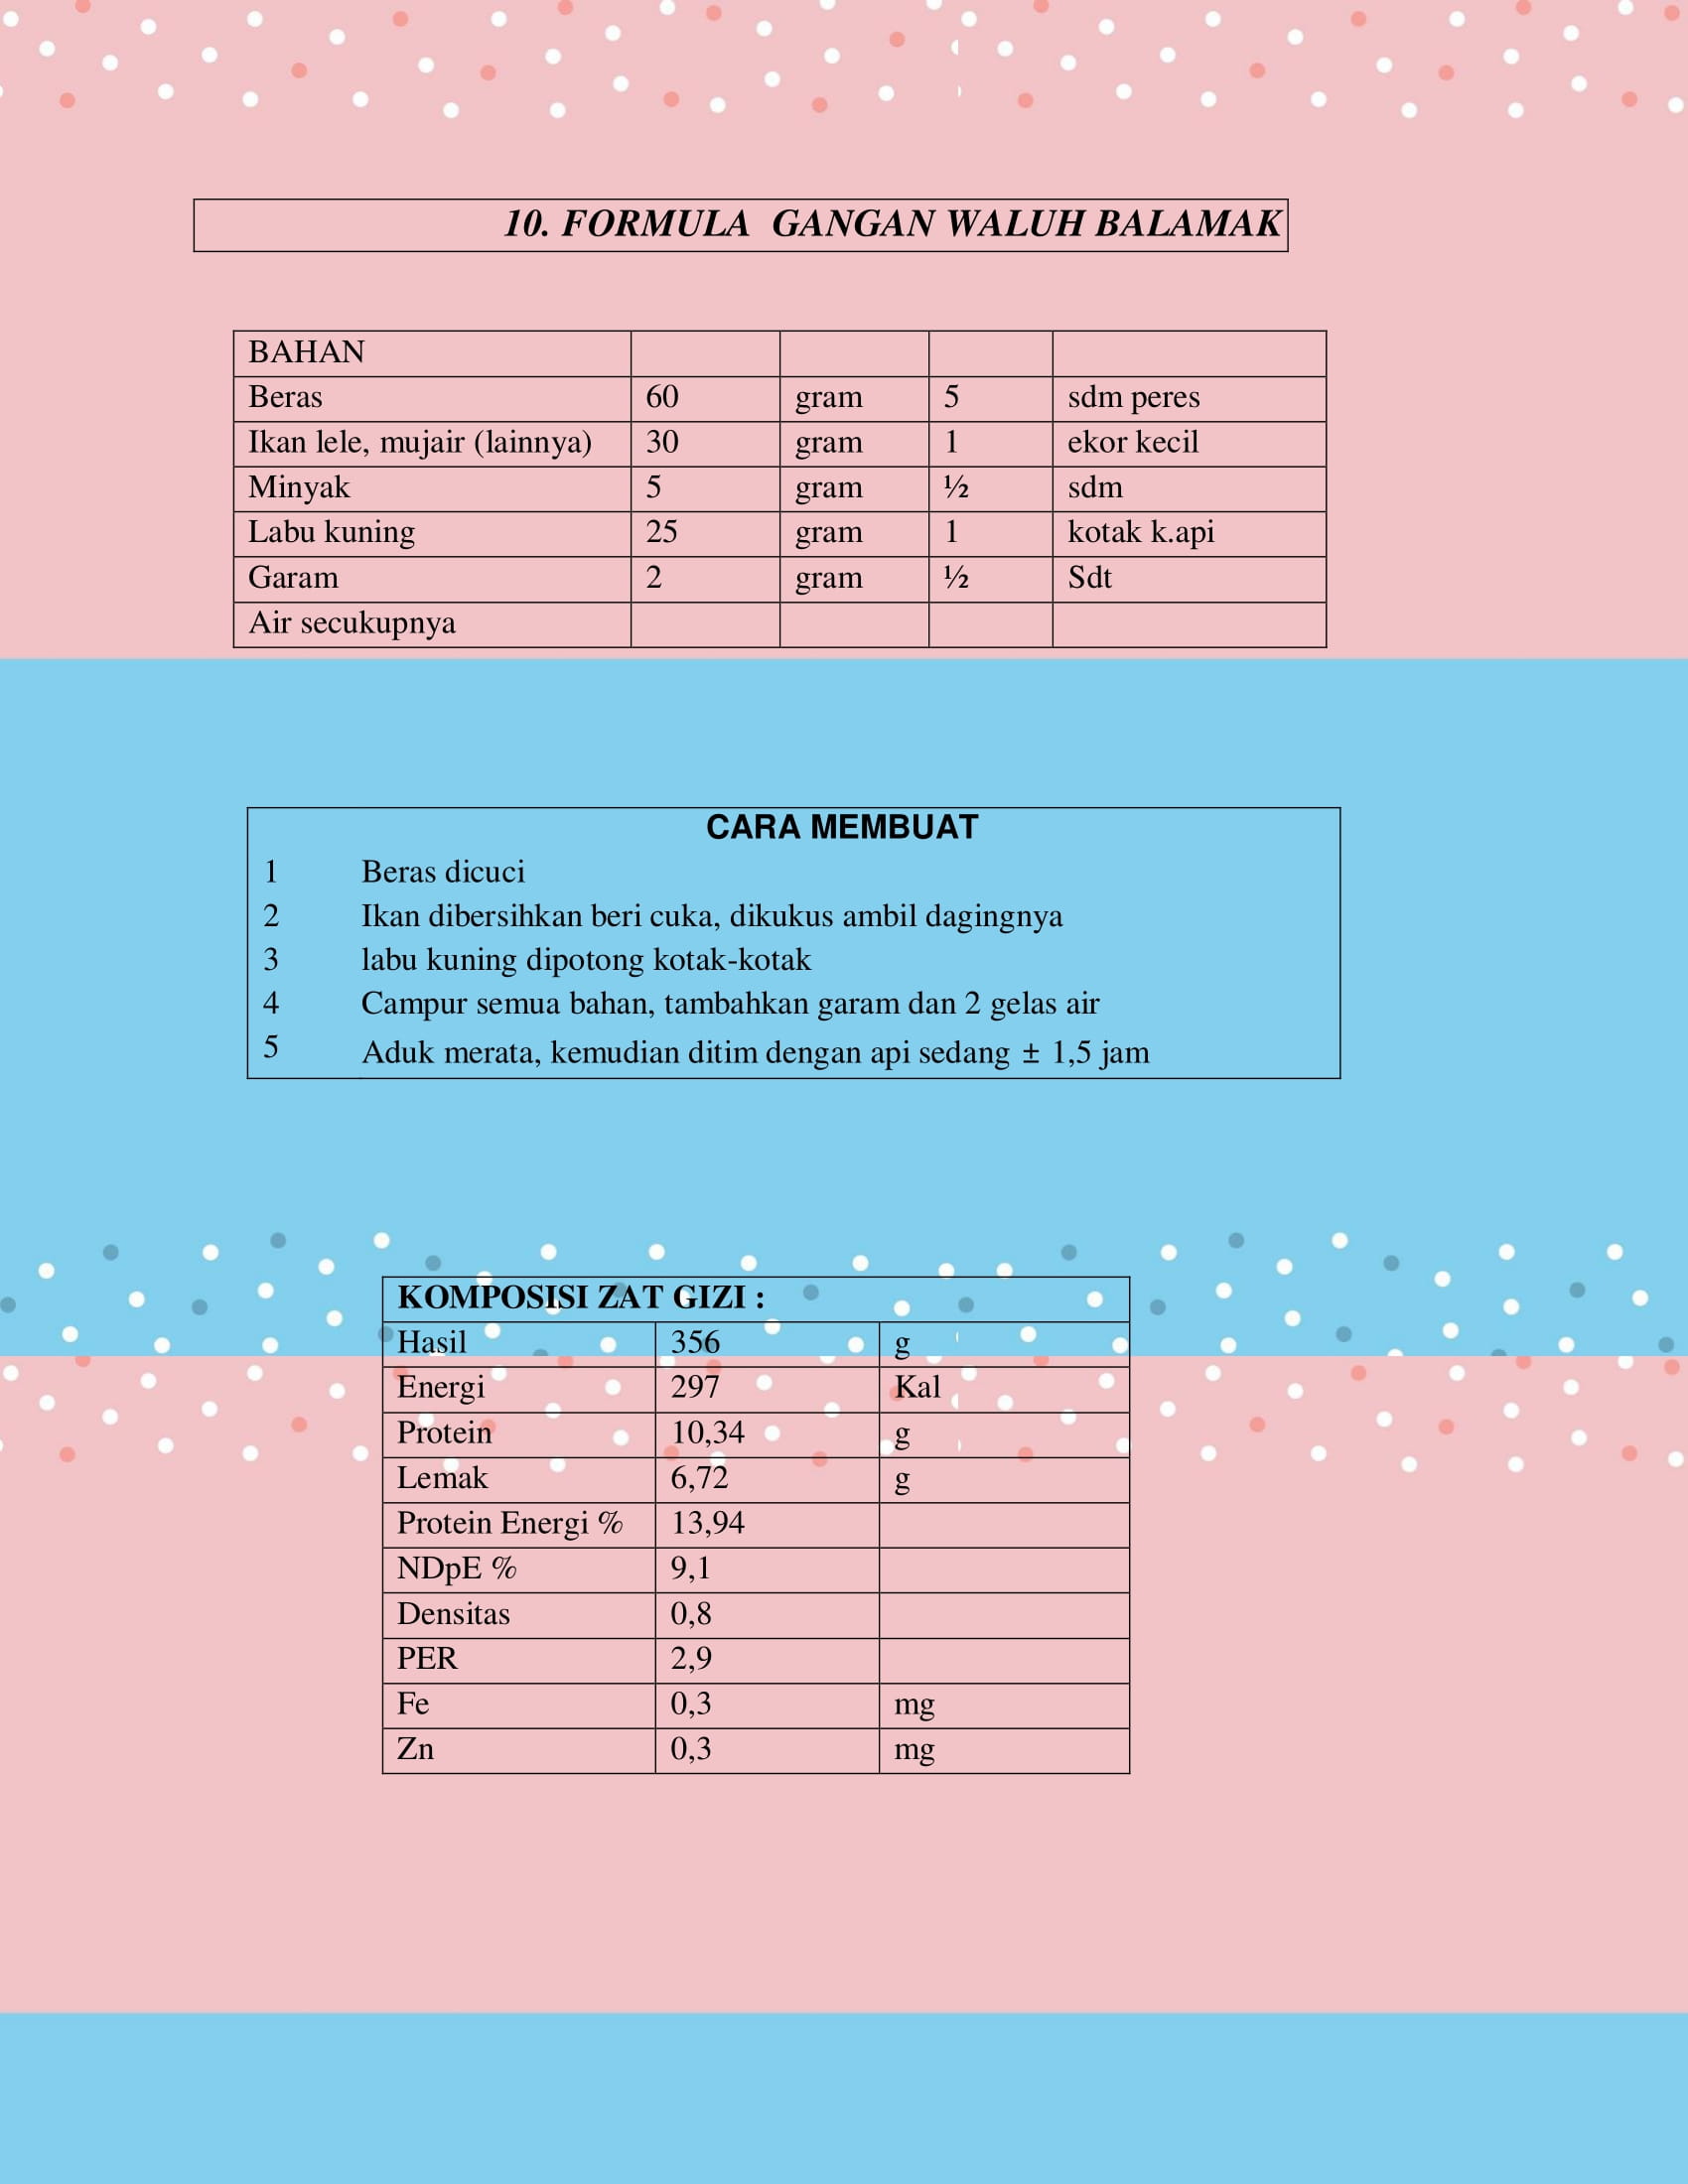 10. FORMULA GANGAN WALUH BALAMAK
BAHAN
Beras 60 gram 5 sdm peres
Ikan lele, mujair (lainnya) 30 gram 1 ekor kecil
Minyak 5 gram ½ sdm
Labu kuning 25 gram 1 kotak k.api
Garam 2 gram ½ Sdt
Air secukupnya
CARA MEMBUAT
1 Beras dicuci
2 Ikan dibersihkan beri cuka, dikukus ambil dagingnya
3 labu kuning dipotong kotak-kotak
4 Campur semua bahan, tambahkan garam dan 2 gelas air
5 Aduk merata, kemudian ditim dengan api sedang ± 1,5 jam
KOMPOSISI ZAT GIZI :
Hasil 356 g
Energi 297 Kal
Protein 10,34 g
Lemak 6,72 g
Protein Energi % 13,94
NDpE % 9,1
Densitas 0,8
PER 2,9
Fe 0,3 mg
Zn 0,3 mg